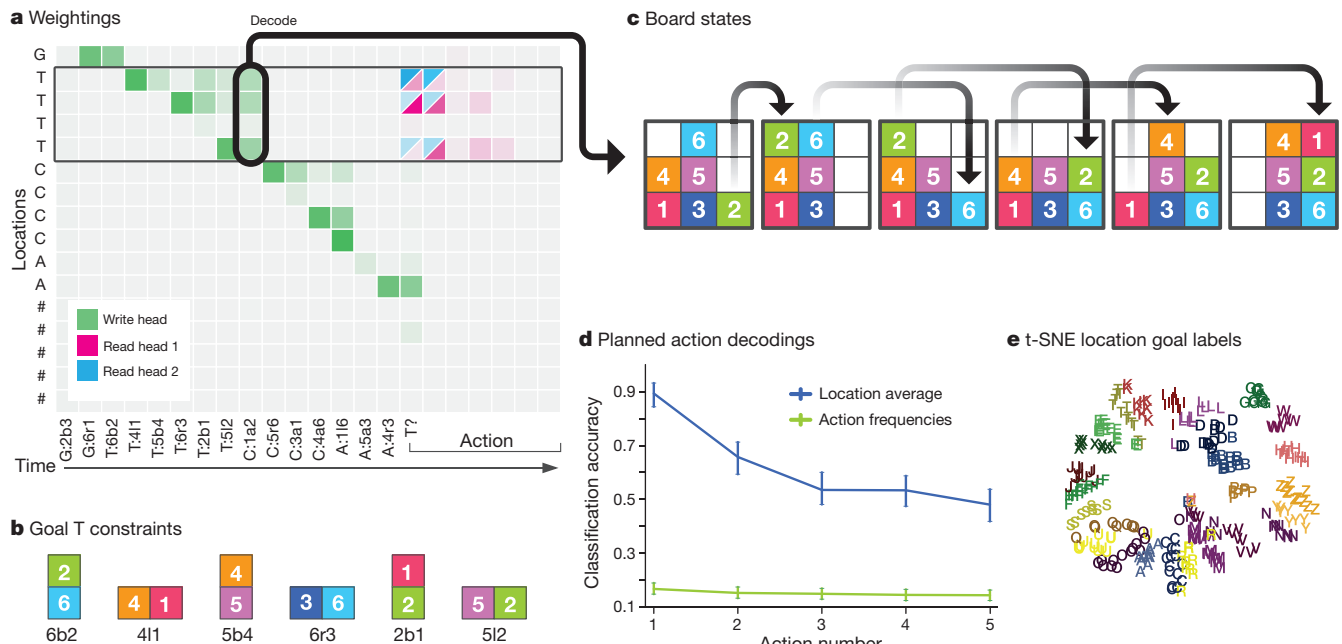 a Weightings
Decode
G
T
T
T
T
C
C
C
C
A
A
#
#
#
#
#
Locations
Write head
Read head 1
Read head 2
G:2b3 G:6r1 T:6b2 T:4l1 T:5b4 T:6r3 T:2b1 T:5l2 C:1a2 C:5r6 C:3a1 C:4a6 A:1l6 A:5a3 A:4r3 T?
Action
Time
b Goal T constraints
2 4 1
6 4 1 5 3 6 2 5 2
6b2 4l1 5b4 6r3 2b1 5l2
c Board states
6 2 6 2 4 4 1
4 5 4 5 4 5 4 5 2 5 2 5 2
1 3 2 1 3 1 3 6 1 3 6 1 3 6 3 6
d Planned action decodings
Classification accuracy
0.9
0.7
0.5
0.3
0.1
Location average
Action frequencies
1 2 3 4 5
Action number
e t-SNE location goal labels